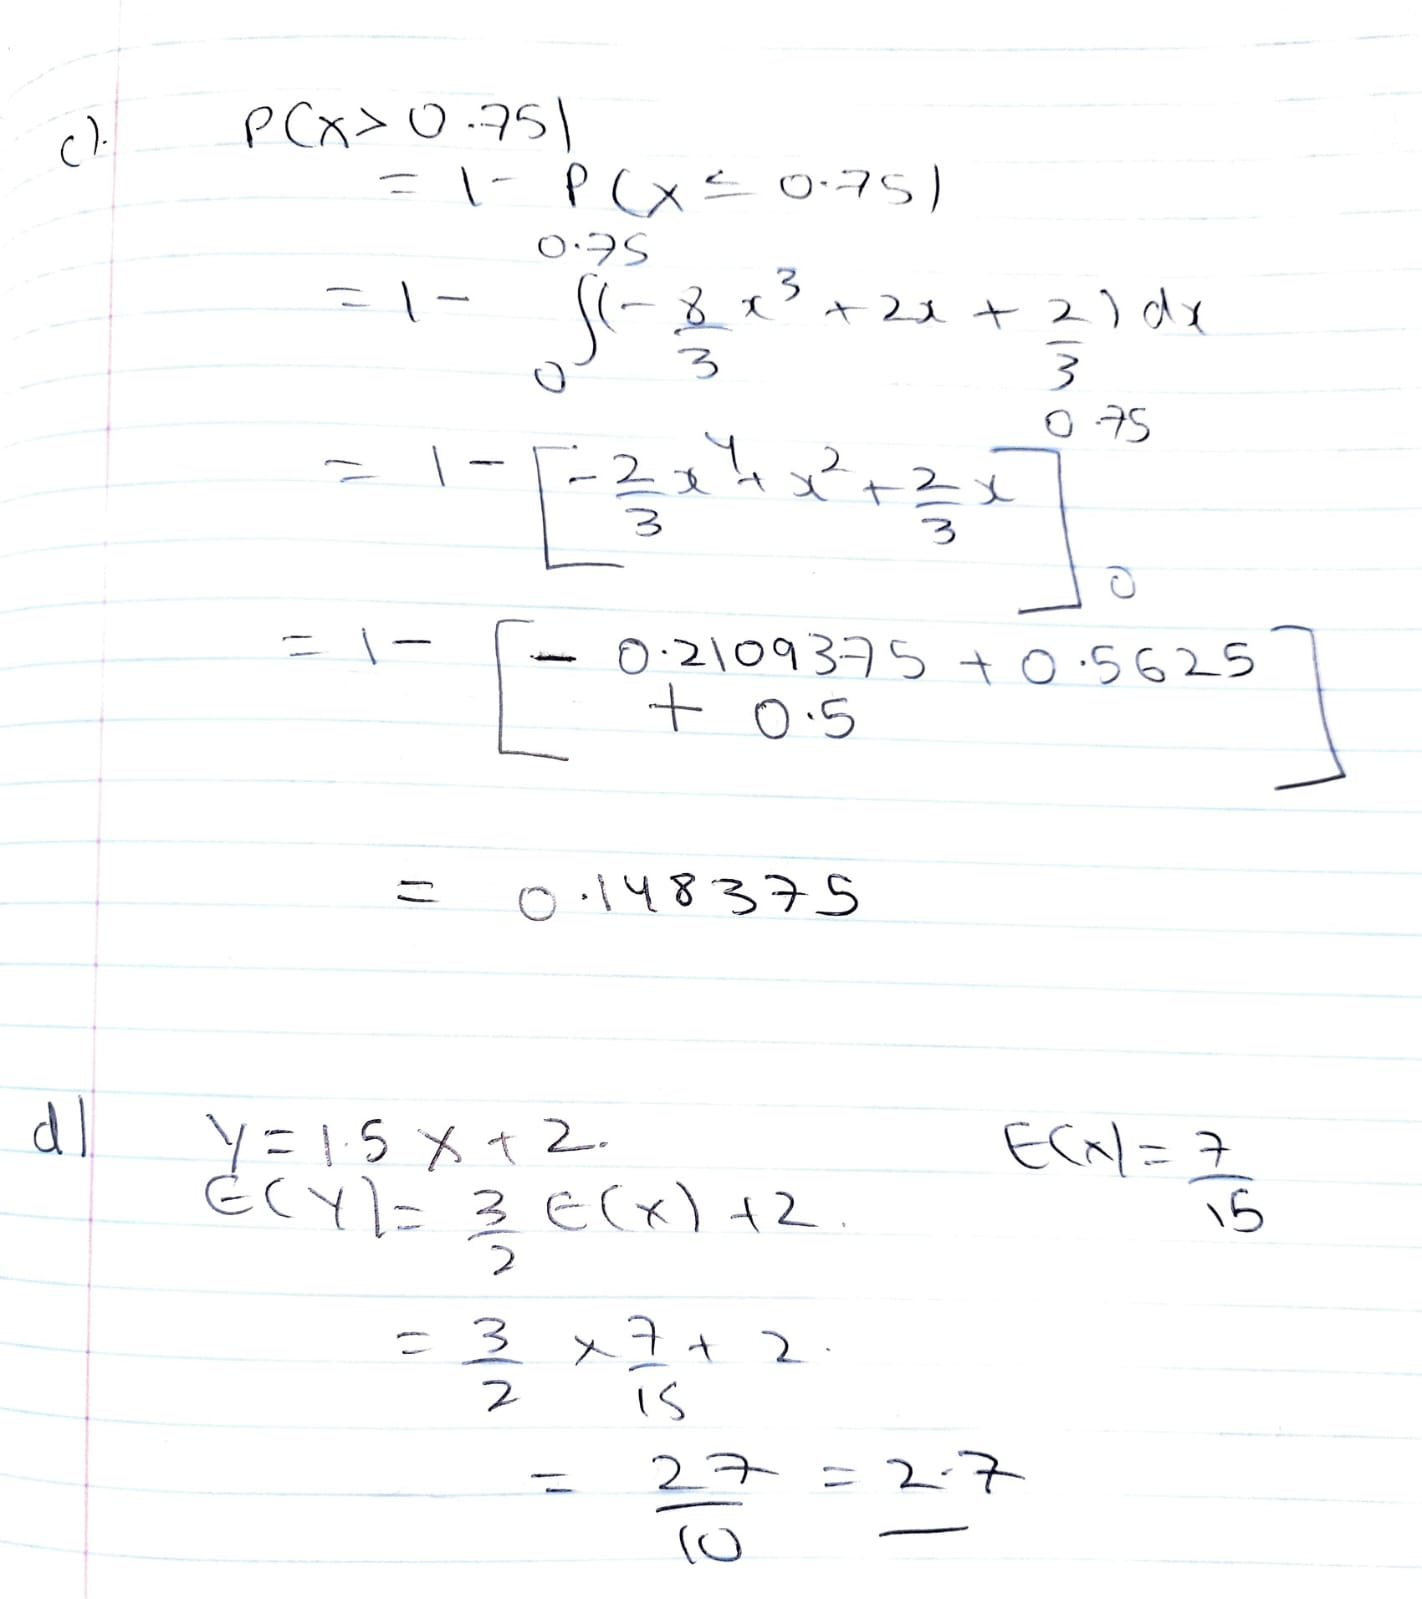 c).
P(X > 0.75)
= 1 - P(X ≤ 0.75)
= 1 - ∫₀^0.75 (-8/3 x³ + 2x + 2/3) dx
= 1 - [-2/3 x⁴ + x² + 2/3 x]₀^0.75
= 1 - [- 0.2109375 + 0.5625
+ 0.5]
= 0.148375
d) Y = 1.5 X + 2. E(X) = 7/15
E(Y) = 3/2 E(X) + 2.
= 3/2 × 7/15 + 2.
= 27/10 = 2.7